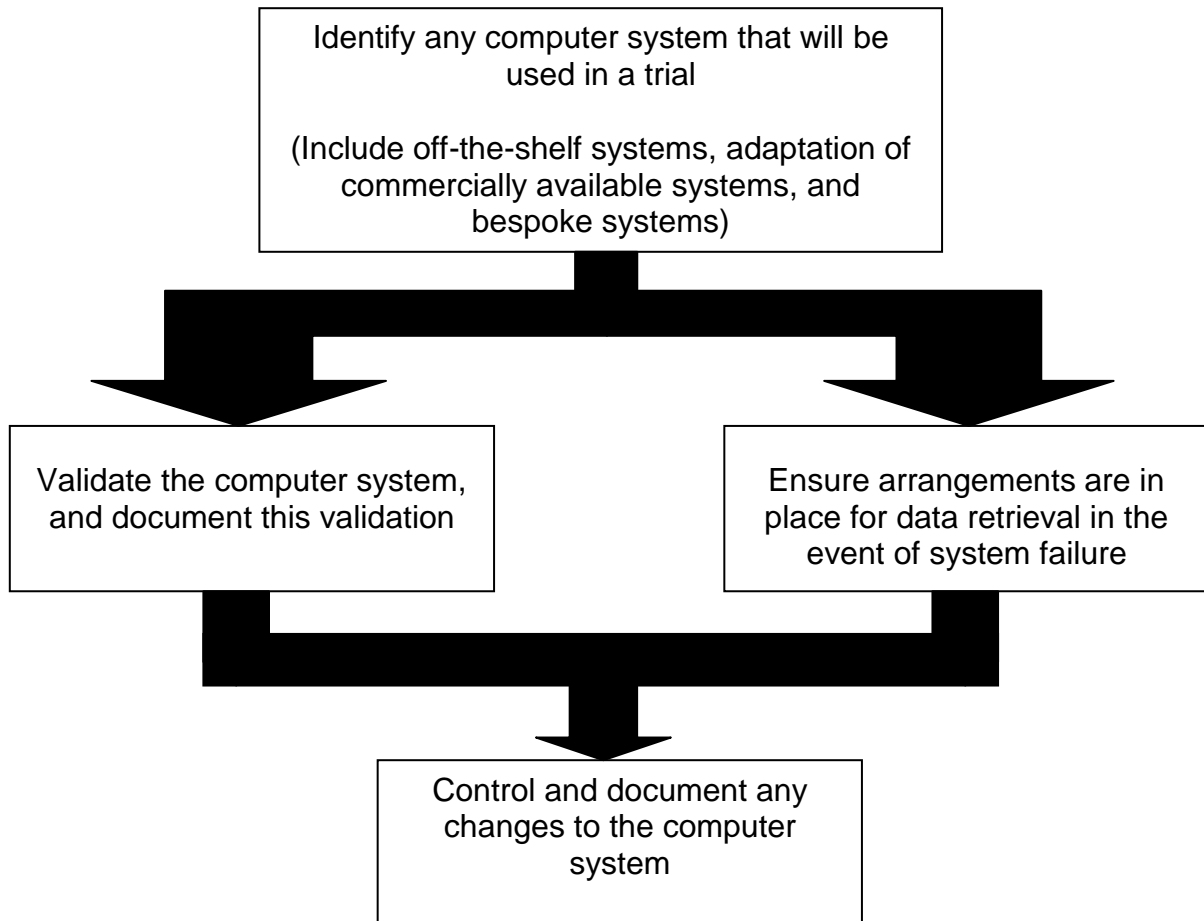 Identify any computer system that will be
used in a trial
(Include off-the-shelf systems, adaptation of
commercially available systems, and
bespoke systems)
Validate the computer system,
and document this validation
Ensure arrangements are in
place for data retrieval in the
event of system failure
Control and document any
changes to the computer
system